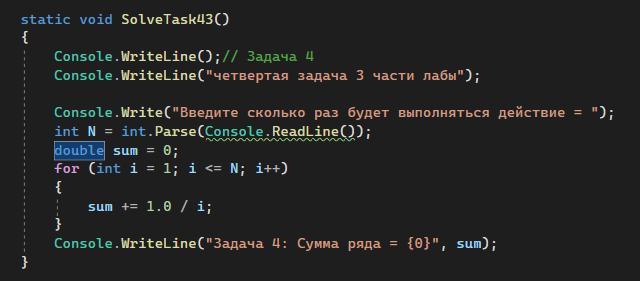 static void SolveTask43()
{
    Console.WriteLine();// Задача 4
    Console.WriteLine("четвертая задача 3 части лабы");

    Console.Write("Введите сколько раз будет выполняться действие = ");
    int N = int.Parse(Console.ReadLine());
    double sum = 0;
    for (int i = 1; i <= N; i++)
    {
        sum += 1.0 / i;
    }
    Console.WriteLine("Задача 4: Сумма ряда = {0}", sum);
}